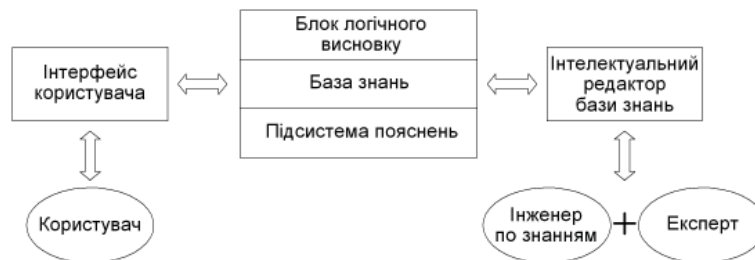 Інтерфейс
користувача
Блок логічного
висновку
База знань
Підсистема пояснень
Інтелектуальний
редактор
бази знань
Користувач
Інженер
по знанням
+
Експерт